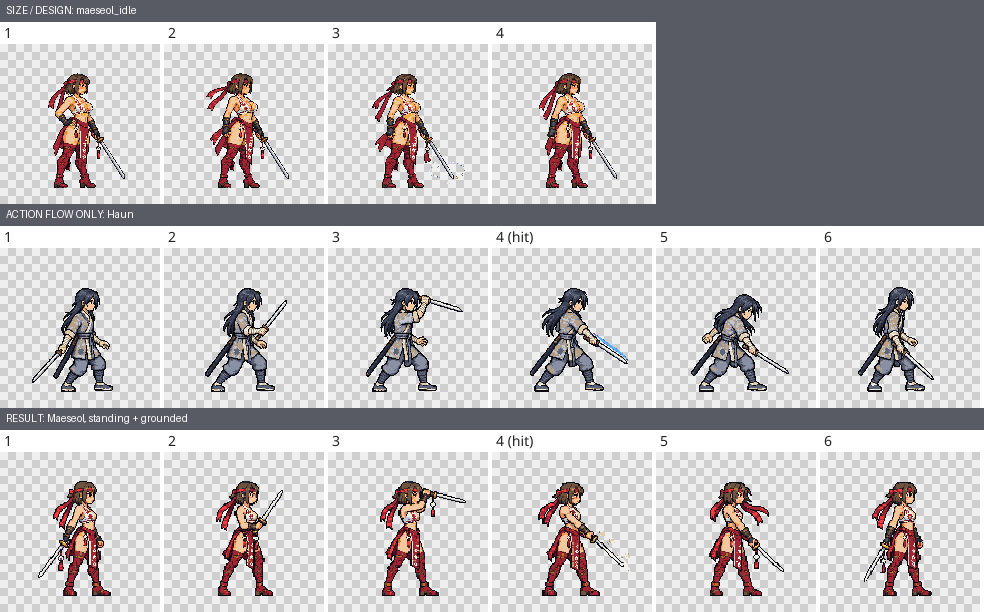 SIZE / DESIGN: maeseol_idle
1 2 3 4
ACTION FLOW ONLY: Haun
1 2 3 4 (hit) 5 6
RESULT: Maeseol, standing + grounded
1 2 3 4 (hit) 5 6